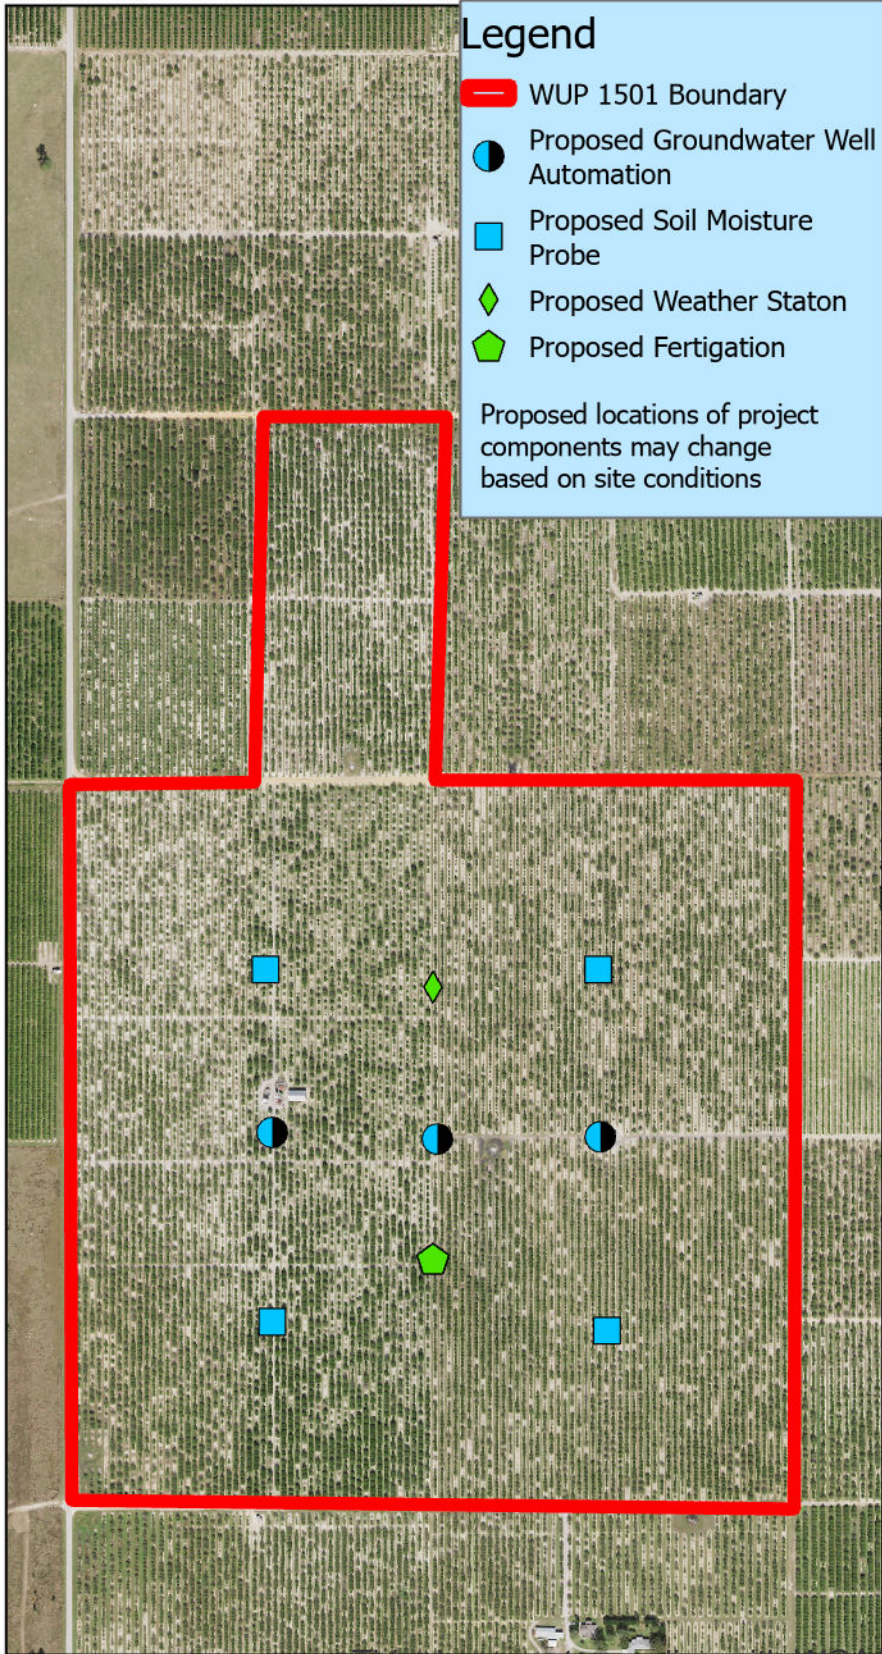 Legend
WUP 1501 Boundary
Proposed Groundwater Well
Automation
Proposed Soil Moisture
Probe
Proposed Weather Staton
Proposed Fertigation
Proposed locations of project
components may change
based on site conditions